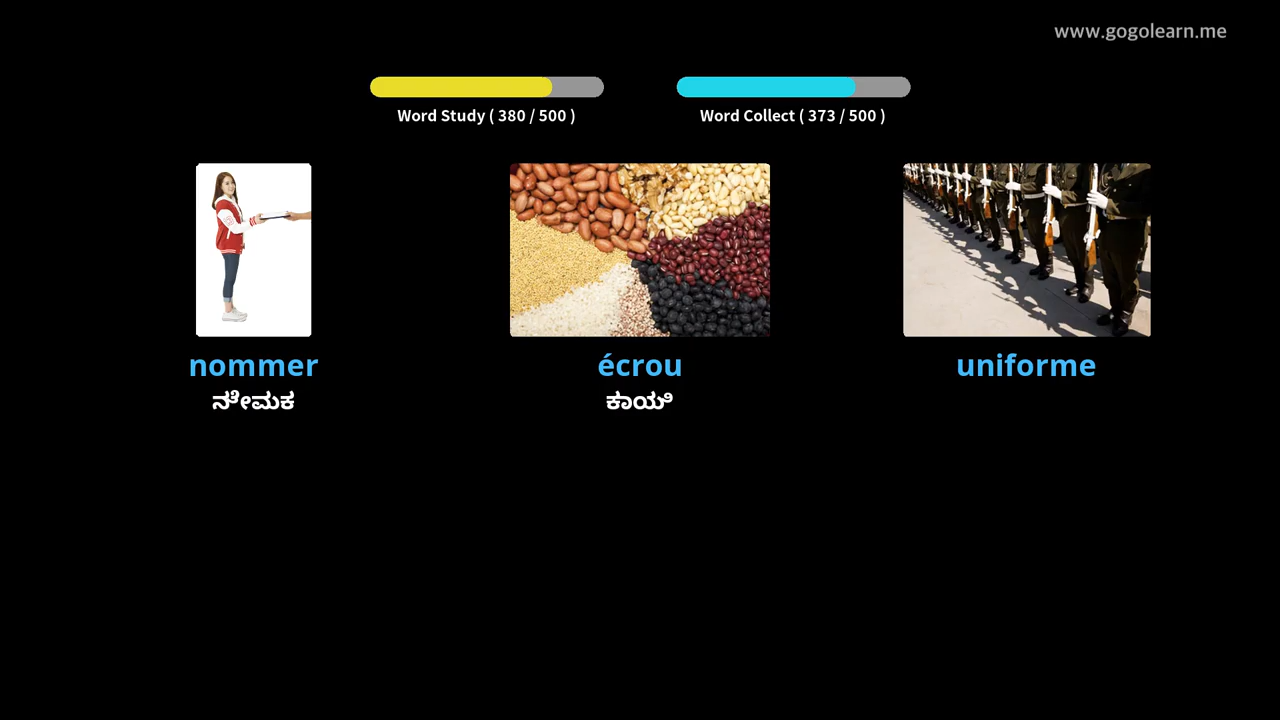 www.gogolearn.me
Word Study ( 380 / 500 )
Word Collect ( 373 / 500 )
nommer
écrou
uniforme
ನೇಮಕ
ಕಾಯಿ